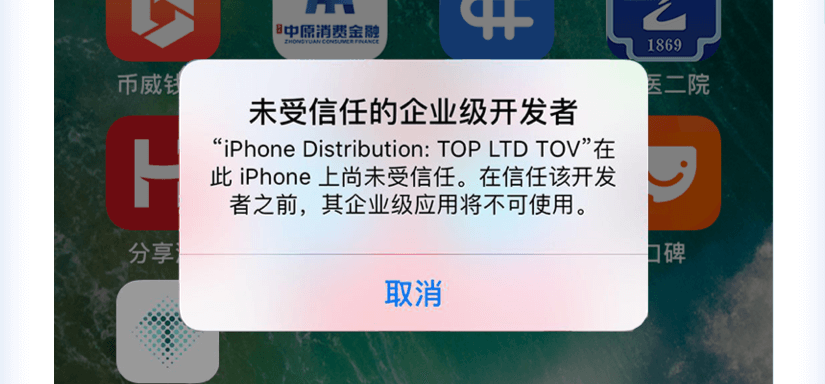 中原消费金融
ZHONGYUAN CONSUMER FINANCE
1869
币威钱
医二院
未受信任的企业级开发者
“iPhone Distribution: TOP LTD TOV”在
此 iPhone 上尚未受信任。在信任该开发
者之前，其企业级应用将不可使用。
分享
口碑
取消